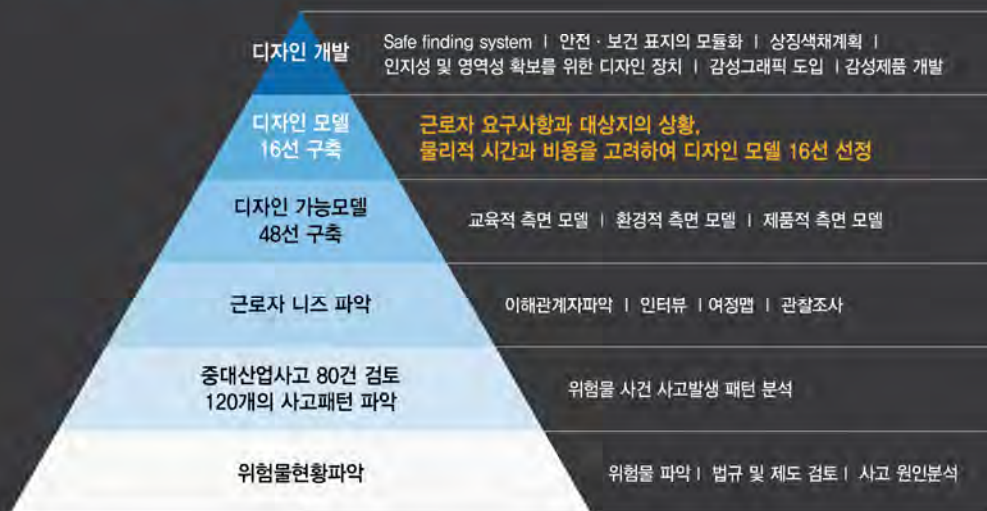 디자인 개발
Safe finding system ㅣ 안전 · 보건 표지의 모듈화 ㅣ 상징색채계획 ㅣ
인지성 및 영역성 확보를 위한 디자인 장치 ㅣ 감성그래픽 도입 ㅣ감성제품 개발
디자인 모델
16선 구축
근로자 요구사항과 대상지의 상황,
물리적 시간과 비용을 고려하여 디자인 모델 16선 선정
디자인 가능모델
48선 구축
교육적 측면 모델 ㅣ 환경적 측면 모델 ㅣ 제품적 측면 모델
근로자 니즈 파악
이해관계자파악 ㅣ 인터뷰 ㅣ여정맵 ㅣ 관찰조사
중대산업사고 80건 검토
120개의 사고패턴 파악
위험물 사건 사고발생 패턴 분석
위험물현황파악
위험물 파악ㅣ 법규 및 제도 검토ㅣ 사고 원인분석